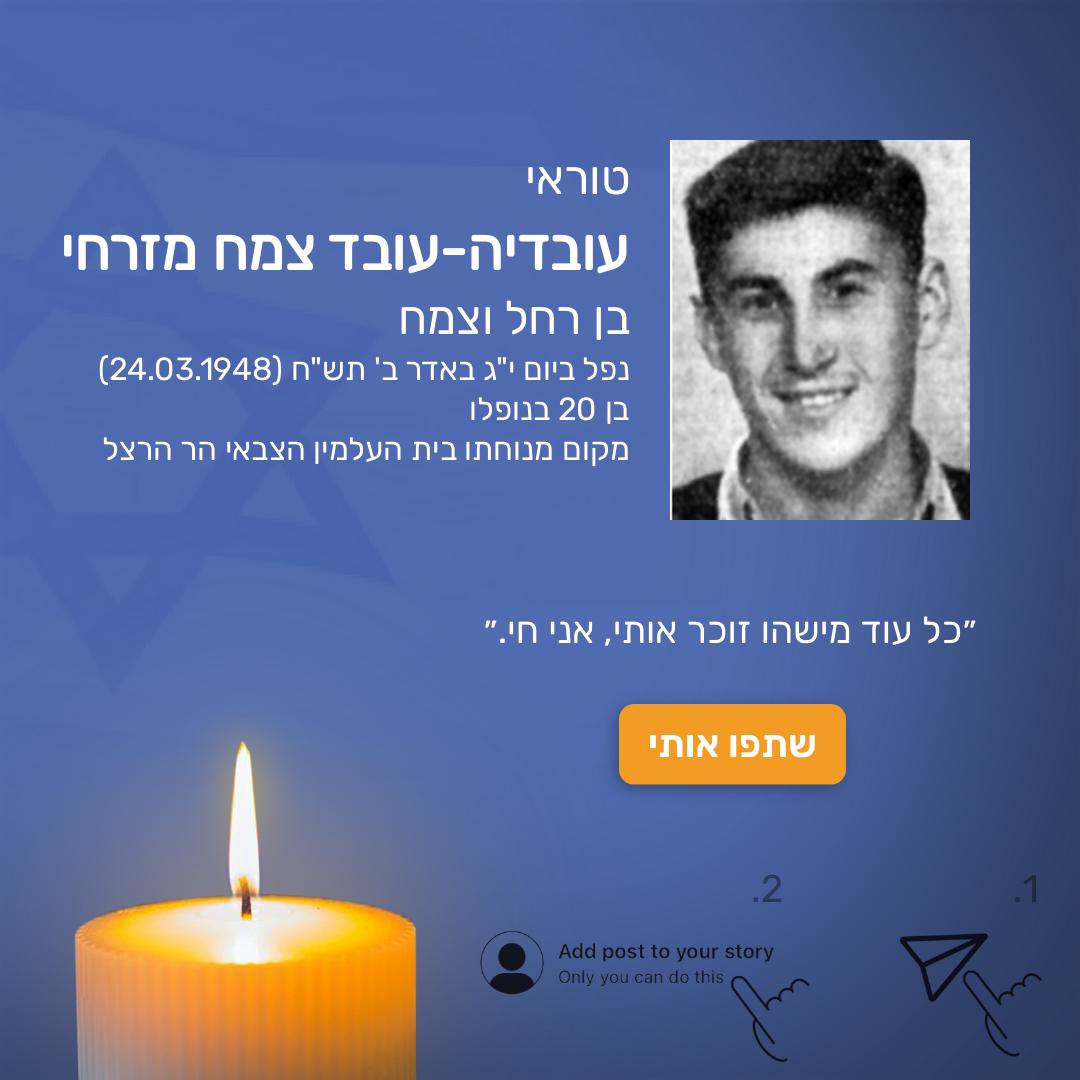 טוראי
עובדיה-עובד צמח מזרחי
בן רחל וצמח
נפל ביום י"ג באדר ב' תש"ח (24.03.1948)
בן 20 בנופלו
מקום מנוחתו בית העלמין הצבאי הר הרצל
״כל עוד מישהו זוכר אותי, אני חי.״
שתפו אותי
1.
2.
Add post to your story
Only you can do this